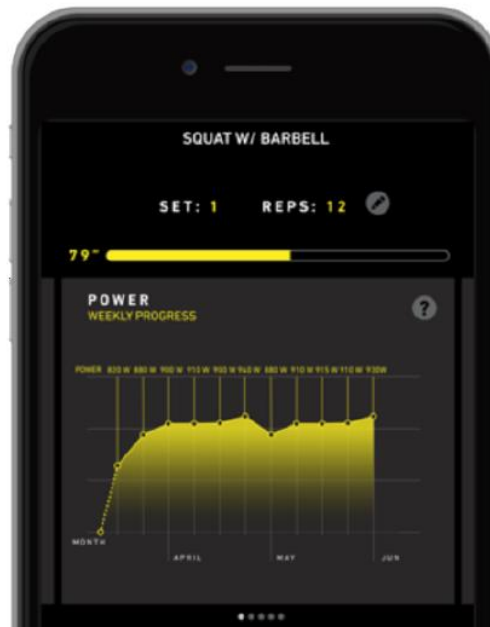 SQUAT W/ BARBELL
SET: 1 REPS: 12
79"
POWER
WEEKLY PROGRESS
?
POWER 820 W 880 W 900 W 910 W 900 W 940 W 880 W 910 W 915 W 910 W 930W
MONTH
APRIL MAY JUN